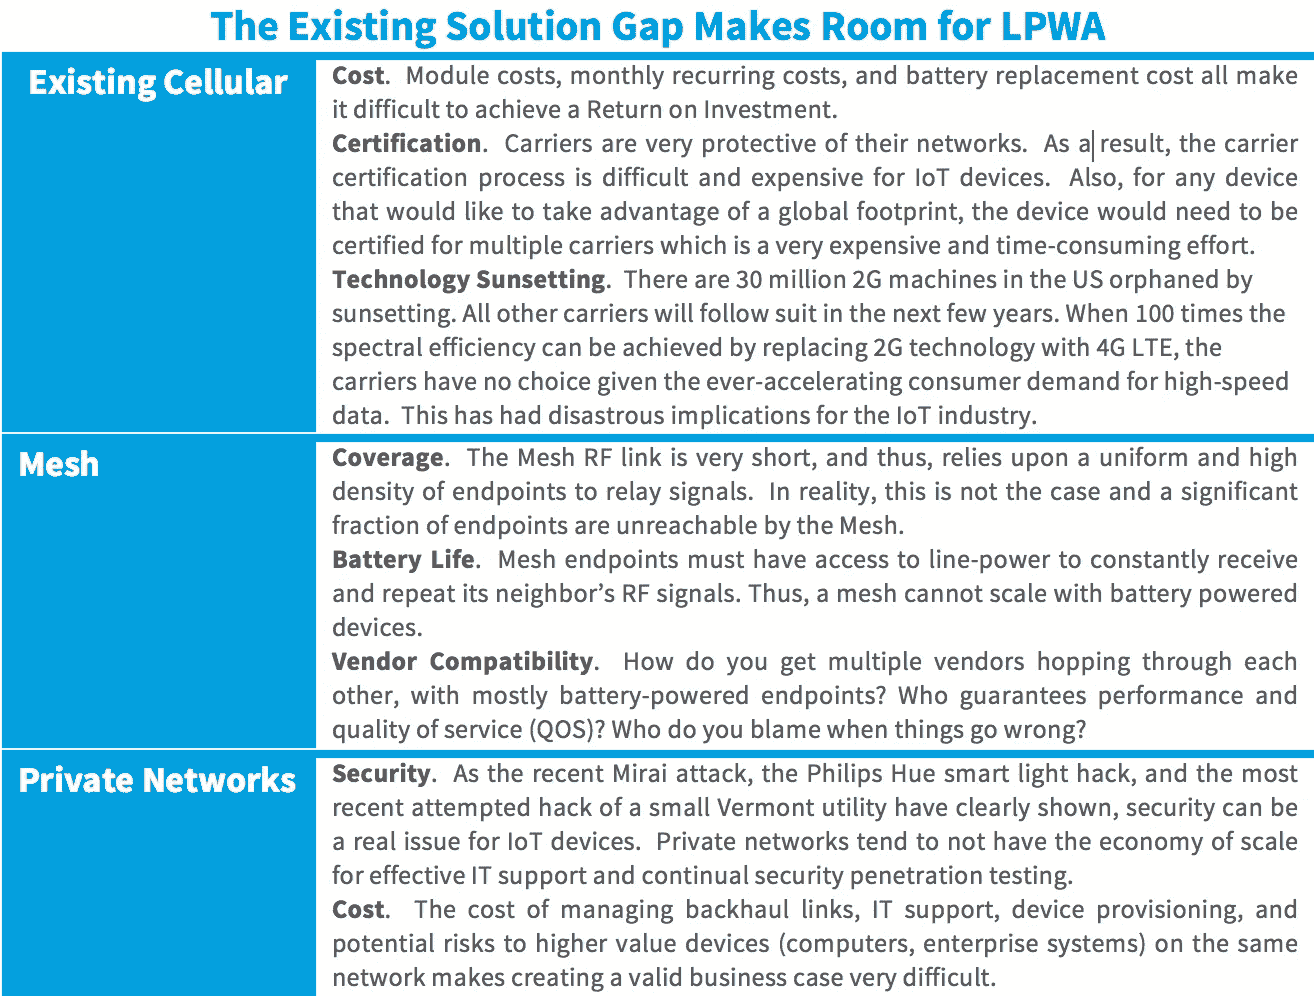 The Existing Solution Gap Makes Room for LPWA
Existing Cellular
Cost. Module costs, monthly recurring costs, and battery replacement cost all make
it difficult to achieve a Return on Investment.
Certification. Carriers are very protective of their networks. As a result, the carrier
certification process is difficult and expensive for IoT devices. Also, for any device
that would like to take advantage of a global footprint, the device would need to be
certified for multiple carriers which is a very expensive and time-consuming effort.
Technology Sunsetting. There are 30 million 2G machines in the US orphaned by
sunsetting. All other carriers will follow suit in the next few years. When 100 times the
spectral efficiency can be achieved by replacing 2G technology with 4G LTE, the
carriers have no choice given the ever-accelerating consumer demand for high-speed
data. This has had disastrous implications for the IoT industry.
Mesh
Coverage. The Mesh RF link is very short, and thus, relies upon a uniform and high
density of endpoints to relay signals. In reality, this is not the case and a significant
fraction of endpoints are unreachable by the Mesh.
Battery Life. Mesh endpoints must have access to line-power to constantly receive
and repeat its neighbor’s RF signals. Thus, a mesh cannot scale with battery powered
devices.
Vendor Compatibility. How do you get multiple vendors hopping through each
other, with mostly battery-powered endpoints? Who guarantees performance and
quality of service (QOS)? Who do you blame when things go wrong?
Private Networks
Security. As the recent Mirai attack, the Philips Hue smart light hack, and the most
recent attempted hack of a small Vermont utility have clearly shown, security can be
a real issue for IoT devices. Private networks tend to not have the economy of scale
for effective IT support and continual security penetration testing.
Cost. The cost of managing backhaul links, IT support, device provisioning, and
potential risks to higher value devices (computers, enterprise systems) on the same
network makes creating a valid business case very difficult.